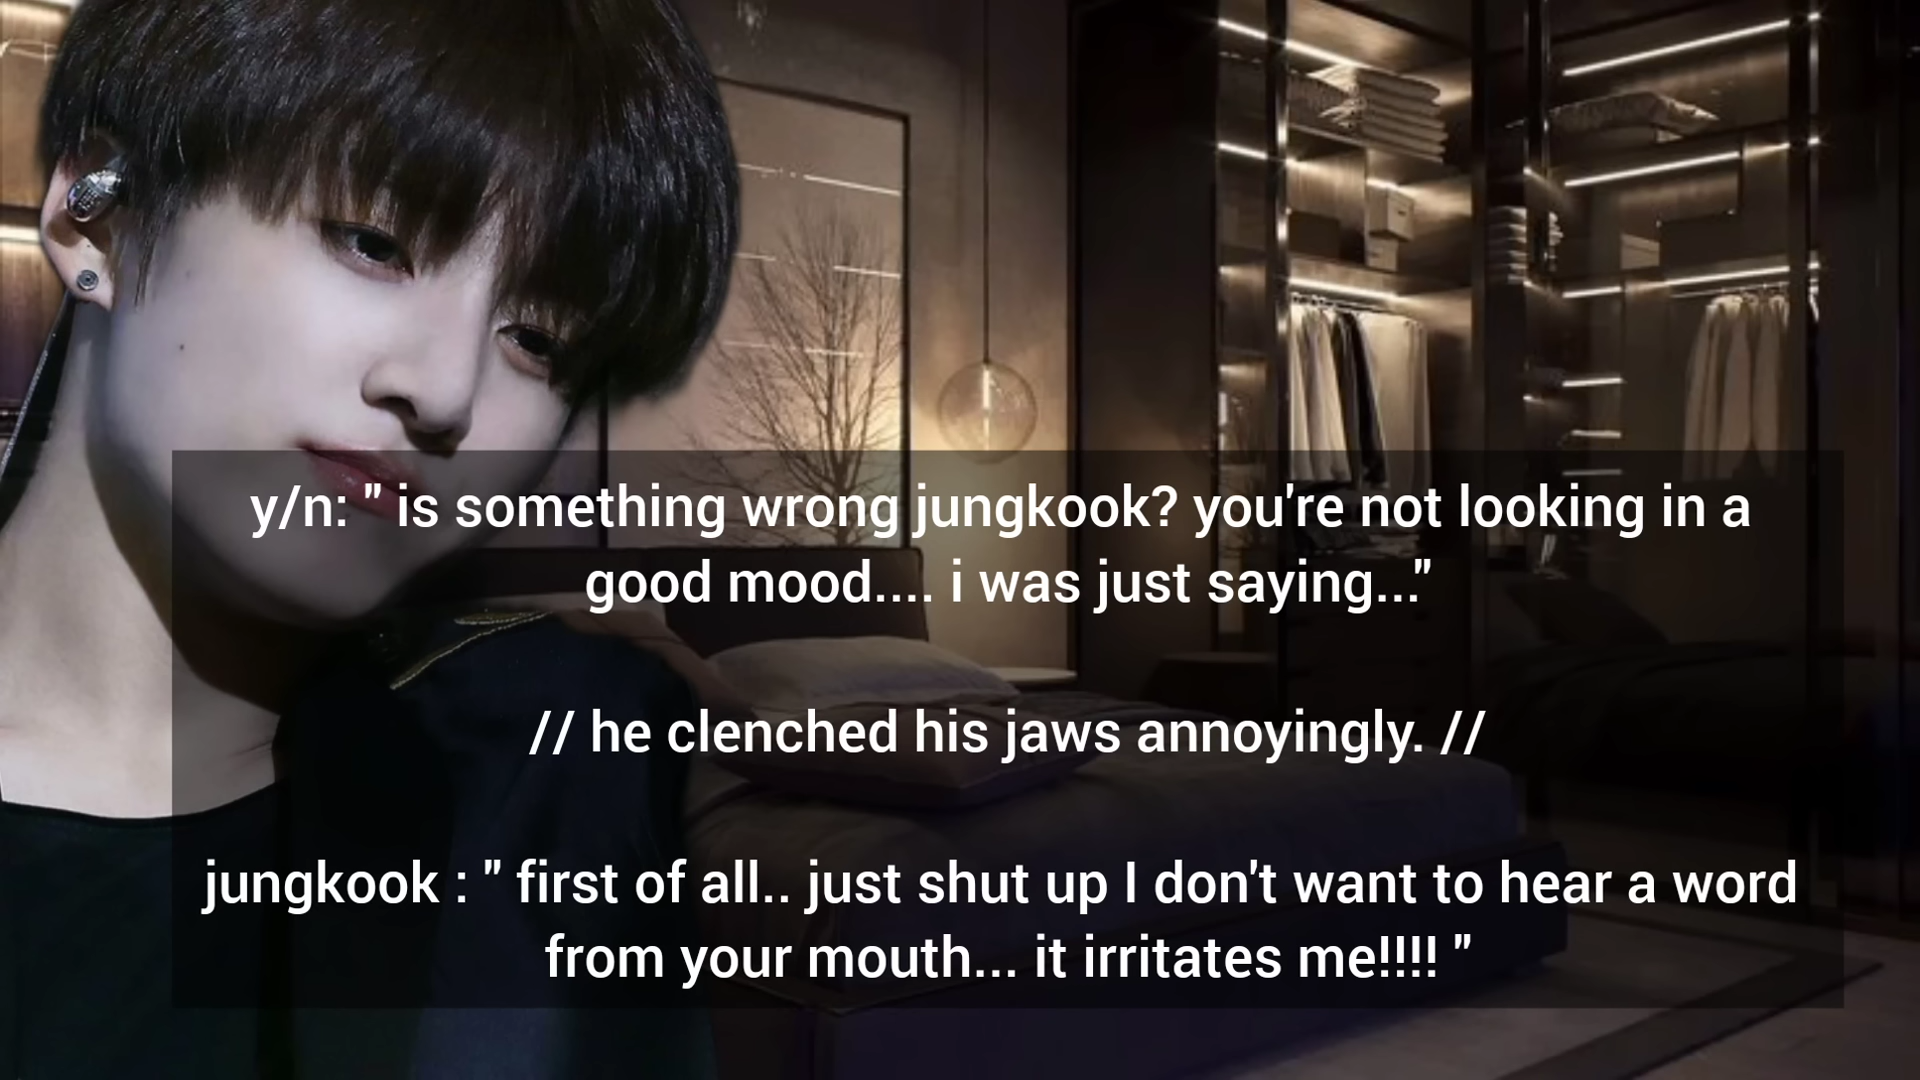 y/n: " is something wrong jungkook? you're not looking in a
good mood.... i was just saying..."
// he clenched his jaws annoyingly. //
jungkook : " first of all.. just shut up I don't want to hear a word
from your mouth... it irritates me!!!! "